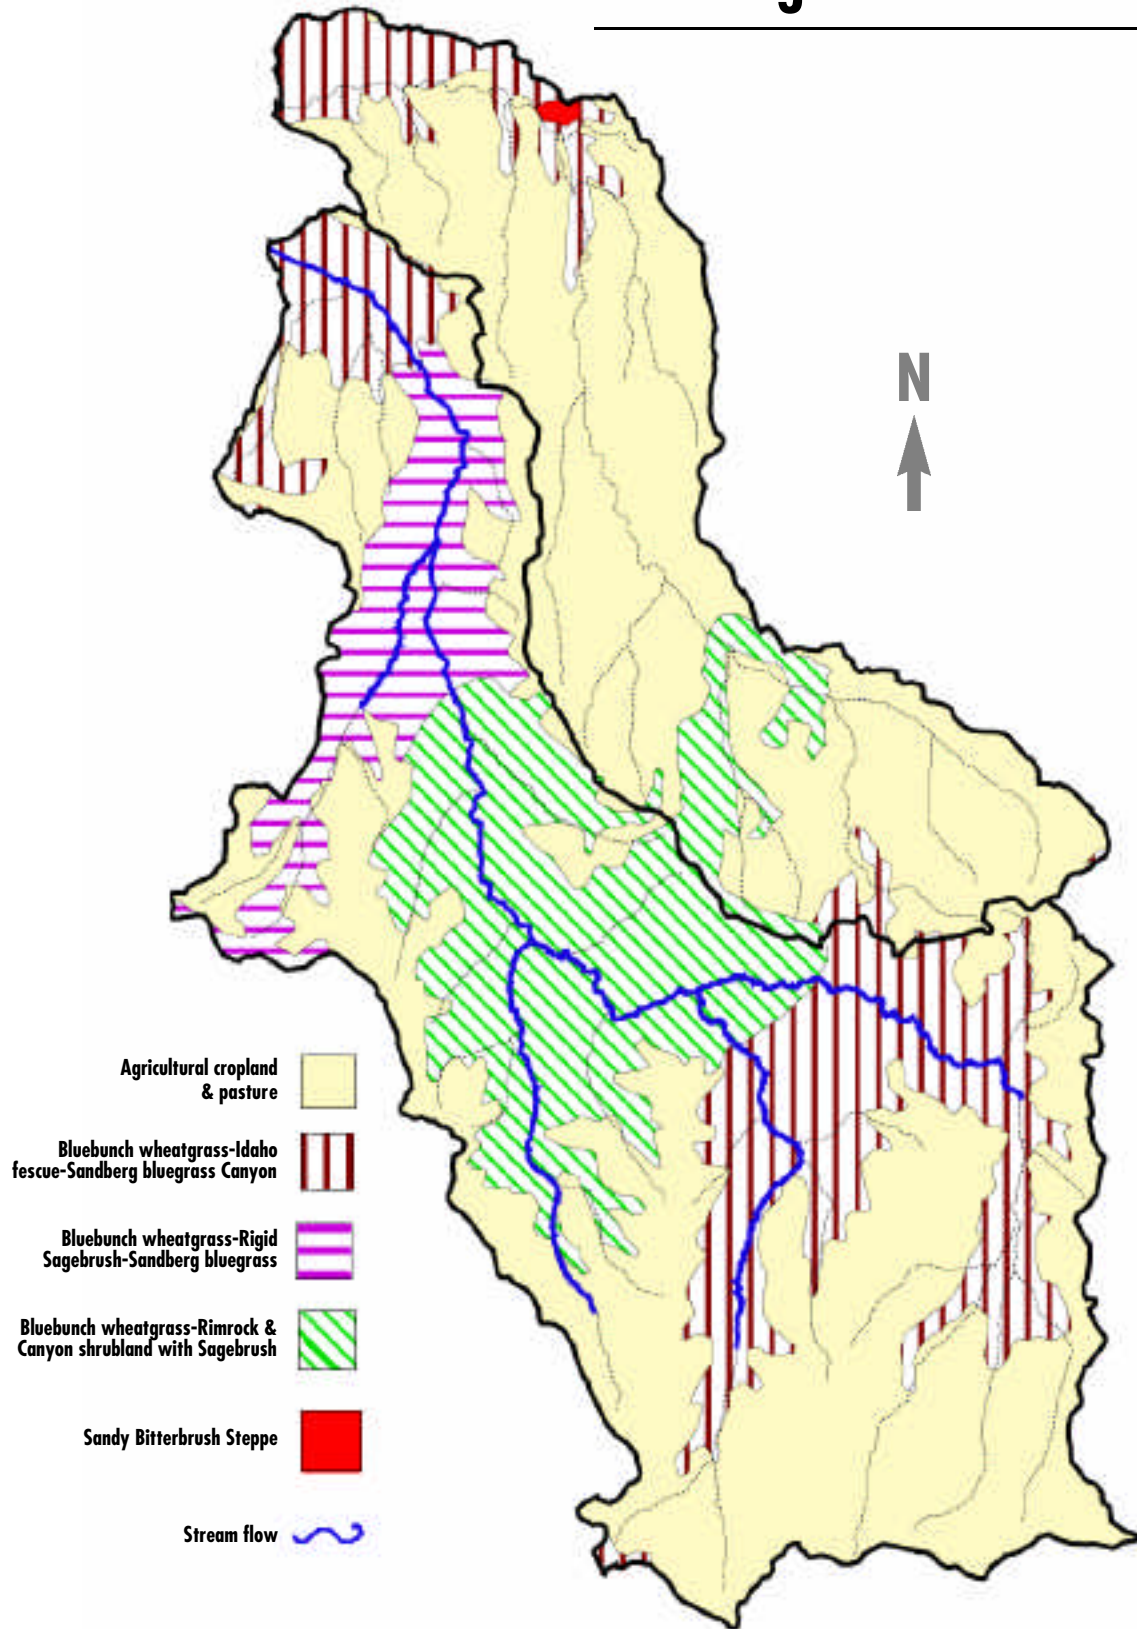 N
Agricultural cropland
& pasture
Bluebunch wheatgrass-Idaho
fescue-Sandberg bluegrass Canyon
Bluebunch wheatgrass-Rigid
Sagebrush-Sandberg bluegrass
Bluebunch wheatgrass-Rimrock &
Canyon shrubland with Sagebrush
Sandy Bitterbrush Steppe
Stream flow